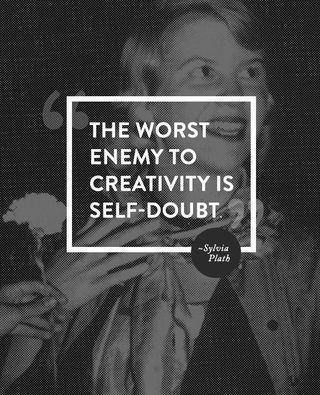 “
THE WORST
ENEMY TO
CREATIVITY IS
SELF-DOUBT.
”
~Sylvia
Plath